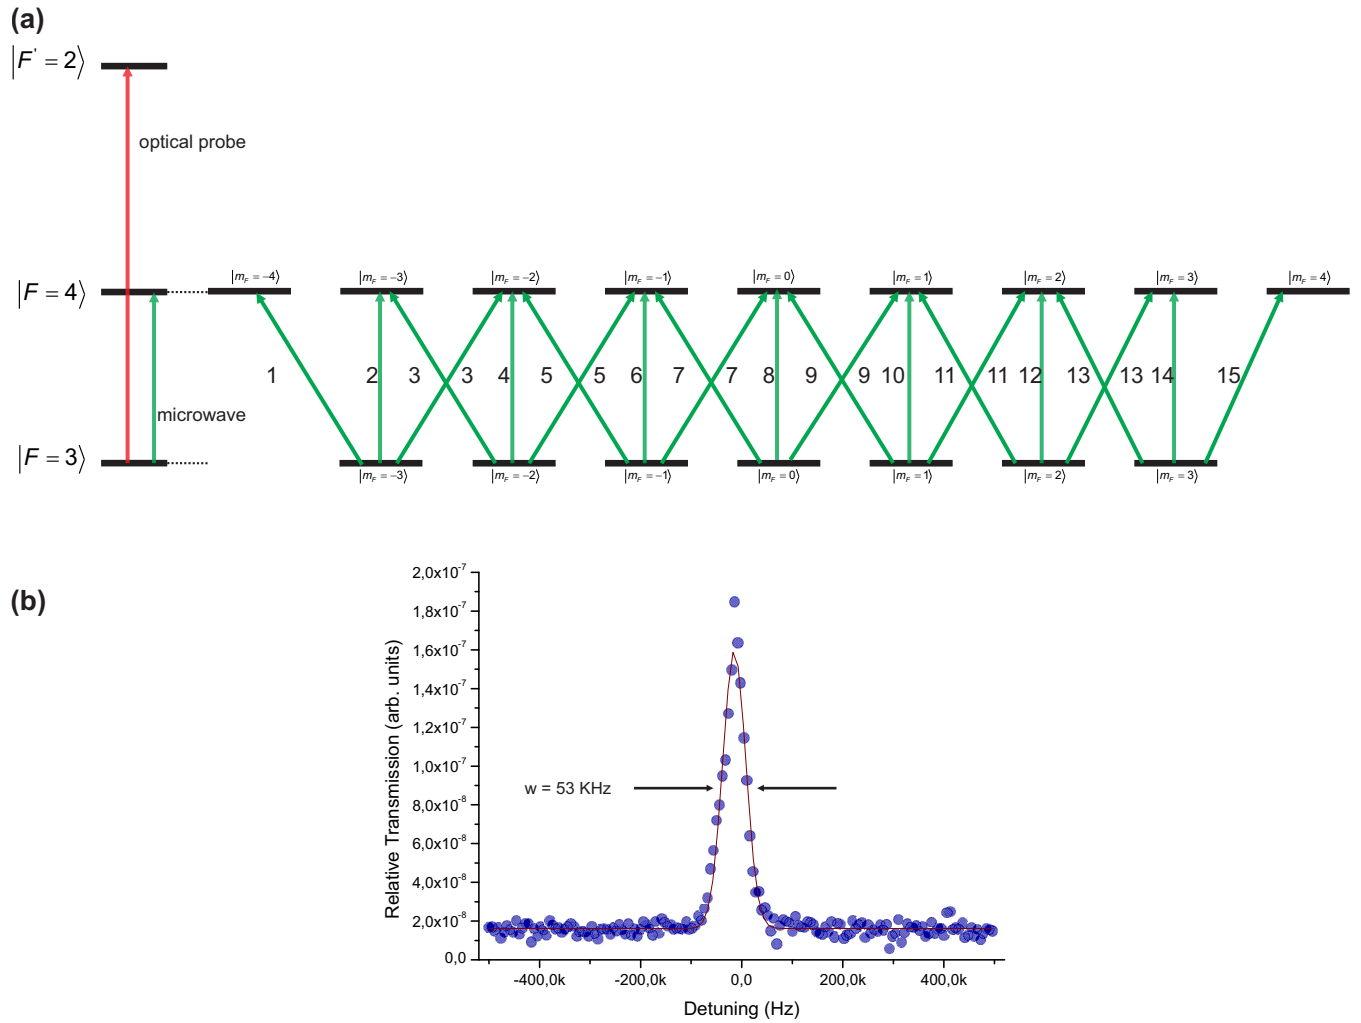 (a)
|F' = 2⟩
optical probe
|m_F = −4⟩ |m_F = −3⟩ |m_F = −2⟩ |m_F = −1⟩ |m_F = 0⟩ |m_F = 1⟩ |m_F = 2⟩ |m_F = 3⟩ |m_F = 4⟩
|F = 4⟩
1 2 3 3 4 5 5 6 7 7 8 9 9 10 11 11 12 13 13 14 15
microwave
|F = 3⟩
|m_F = −3⟩ |m_F = −2⟩ |m_F = −1⟩ |m_F = 0⟩ |m_F = 1⟩ |m_F = 2⟩ |m_F = 3⟩
(b)
Relative Transmission (arb. units)
2,0x10⁻⁷
1,8x10⁻⁷
1,6x10⁻⁷
1,4x10⁻⁷
1,2x10⁻⁷
1,0x10⁻⁷
8,0x10⁻⁸
6,0x10⁻⁸
4,0x10⁻⁸
2,0x10⁻⁸
0,0
w = 53 KHz
-400,0k -200,0k 0,0 200,0k 400,0k
Detuning (Hz)